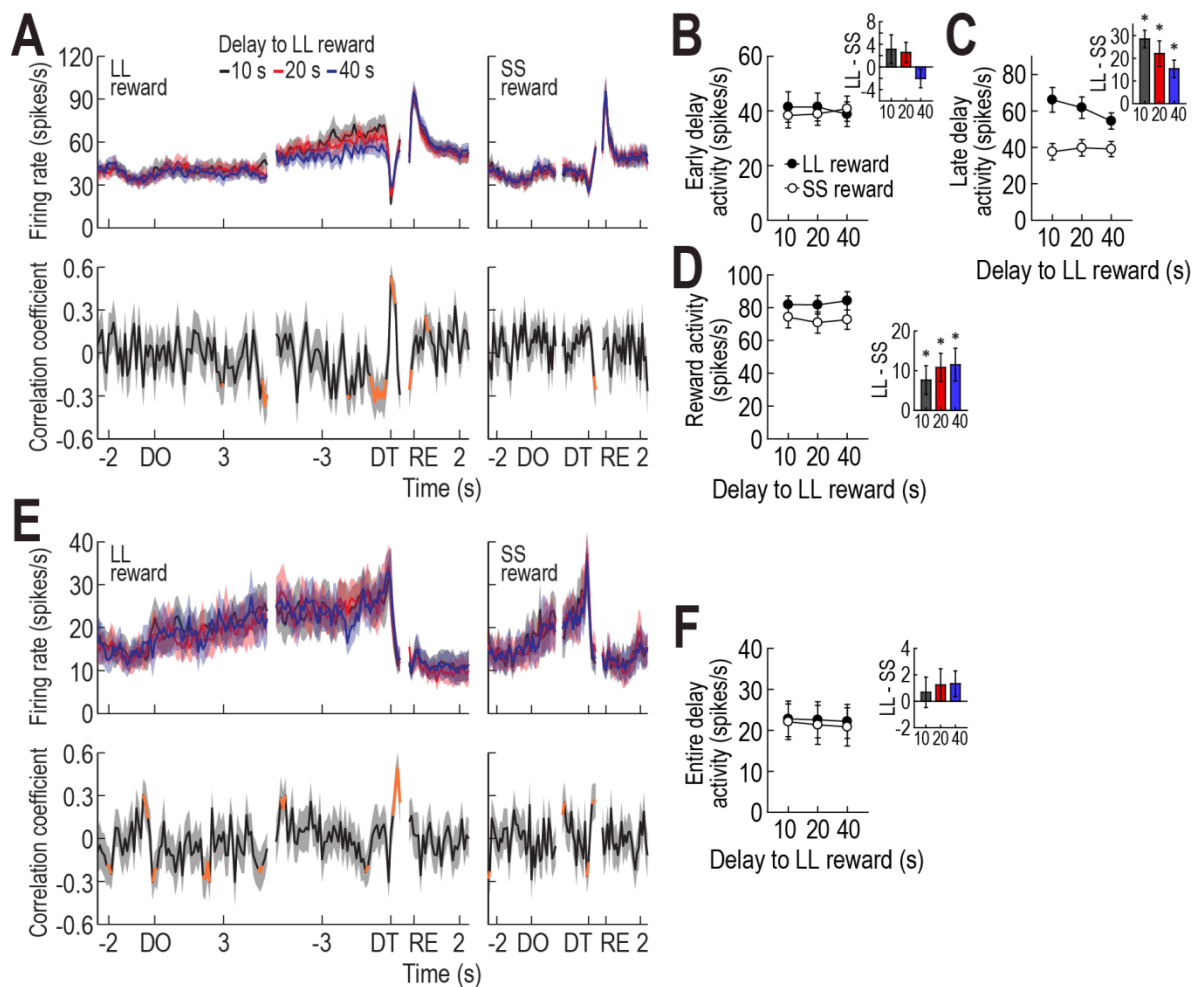 A
Delay to LL reward
10 s 20 s 40 s
LL
reward
SS
reward
Firing rate (spikes/s)
120
90
60
30
0
Correlation coefficient
0.6
0.3
0
-0.3
-0.6
-2 DO 3 -3 DT RE 2 -2 DO DT RE 2
Time (s)
B
Early delay
activity (spikes/s)
60
40
20
0
10 20 40
LL reward
SS reward
LL - SS
8
4
0
-4
10 20 40
C
Late delay
activity (spikes/s)
80
60
40
20
0
10 20 40
Delay to LL reward (s)
LL - SS
30
20
10
0
* * *
10 20 40
D
Reward activity
(spikes/s)
100
80
60
40
20
0
10 20 40
Delay to LL reward (s)
LL - SS
20
10
0
* * *
10 20 40
E
LL
reward
SS
reward
Firing rate (spikes/s)
40
30
20
10
0
Correlation coefficient
0.6
0.3
0
-0.3
-0.6
-2 DO 3 -3 DT RE 2 -2 DO DT RE 2
Time (s)
F
Entire delay
activity (spikes/s)
40
30
20
10
0
10 20 40
Delay to LL reward (s)
LL - SS
4
2
0
-2
10 20 40